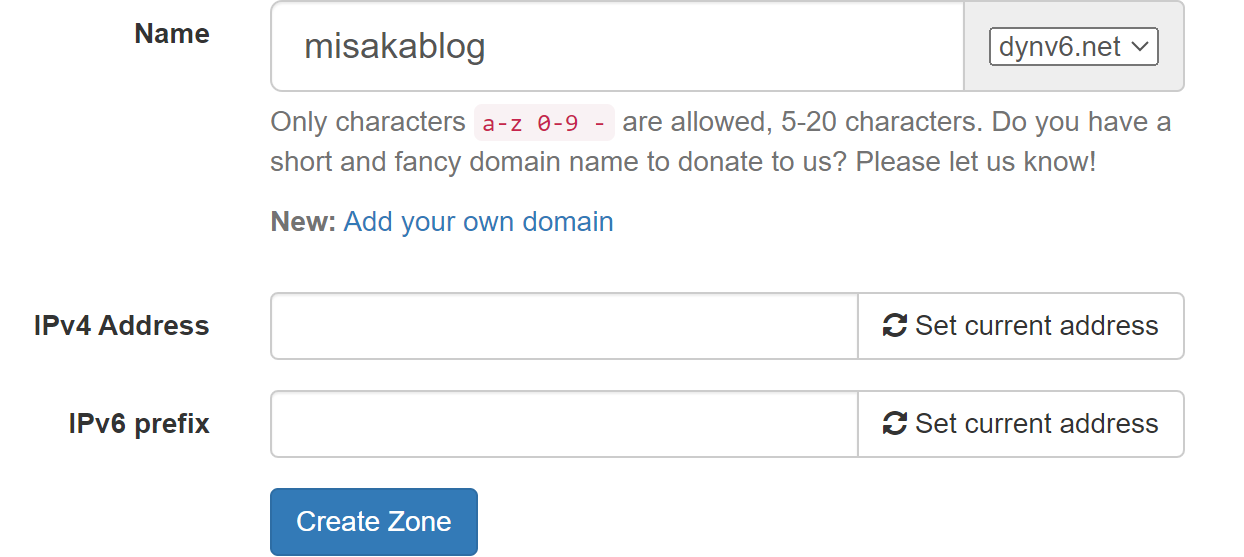 Name
misakablog
dynv6.net
Only characters a-z 0-9 - are allowed, 5-20 characters. Do you have a
short and fancy domain name to donate to us? Please let us know!
New: Add your own domain
IPv4 Address
Set current address
IPv6 prefix
Set current address
Create Zone